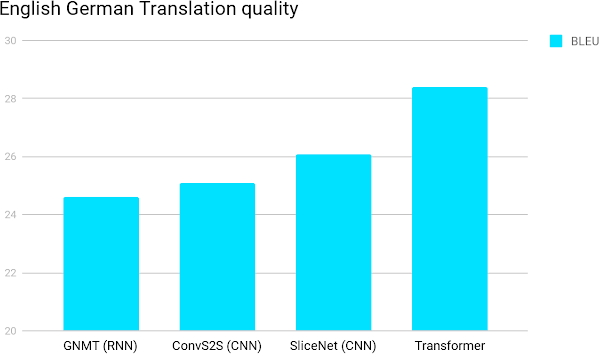 English German Translation quality
BLEU
30
28
26
24
22
20
GNMT (RNN)
ConvS2S (CNN)
SliceNet (CNN)
Transformer